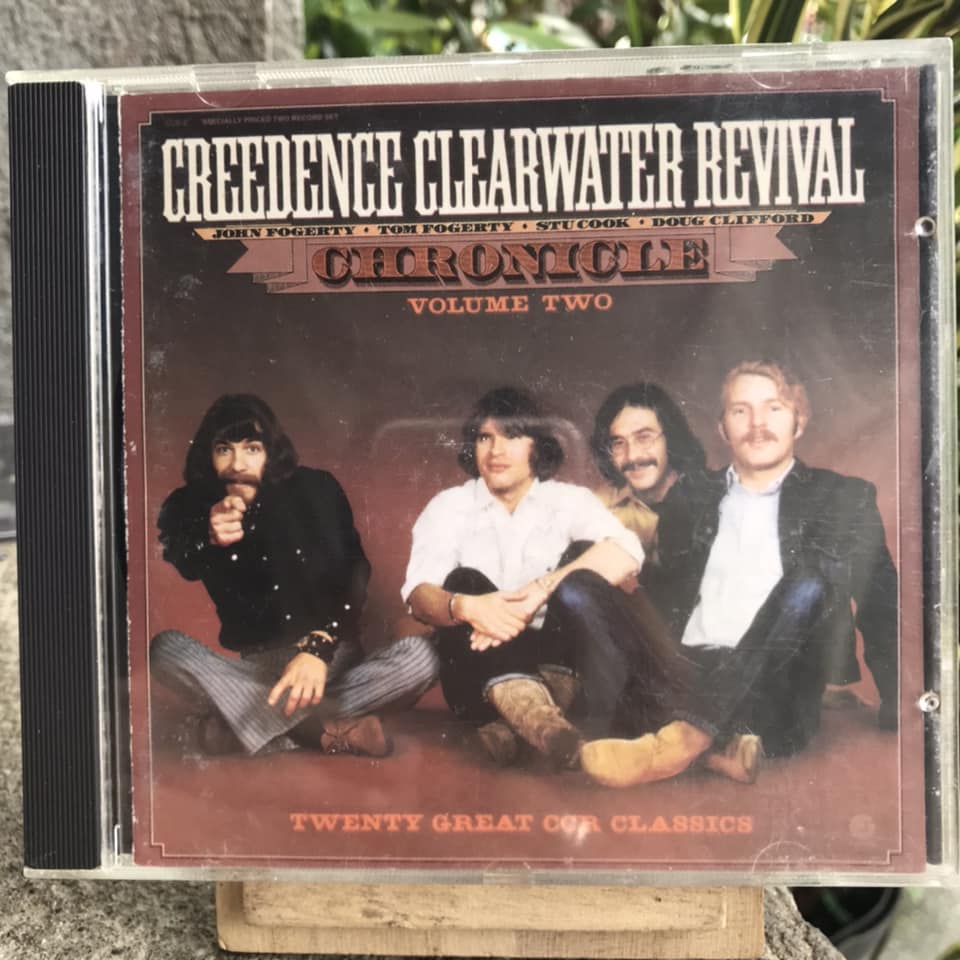 SPECIALLY PRICED TWO RECORD SET
CREEDENCE CLEARWATER REVIVAL
JOHN FOGERTY • TOM FOGERTY • STU COOK • DOUG CLIFFORD
CHRONICLE
VOLUME TWO
TWENTY GREAT CCR CLASSICS